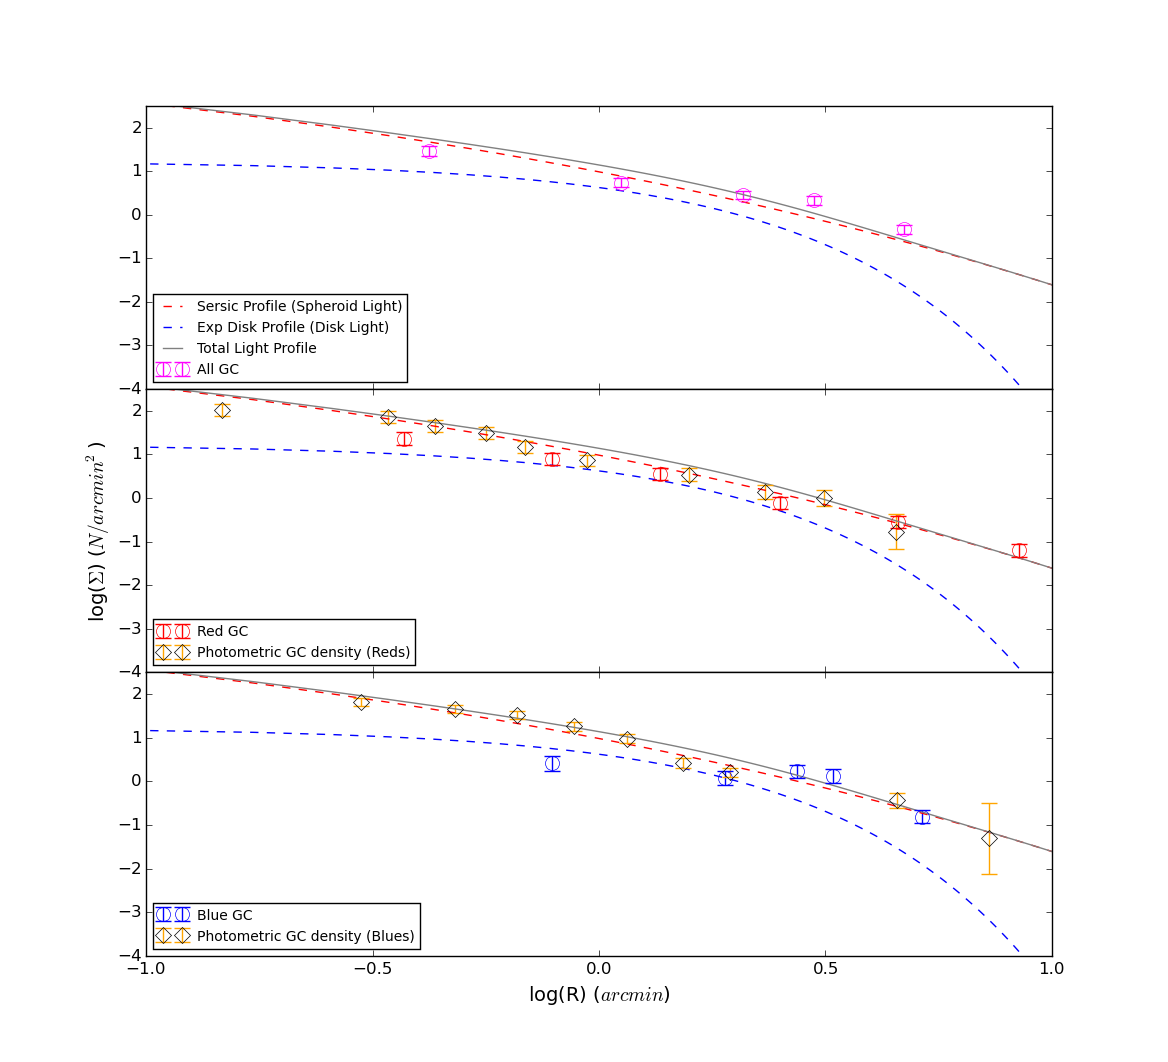 2
1
0
−1
−2
−3
−4
Sersic Profile (Spheroid Light)
Exp Disk Profile (Disk Light)
Total Light Profile
All GC
2
1
0
−1
−2
−3
−4
Red GC
Photometric GC density (Reds)
log(Σ) (N/arcmin² )
2
1
0
−1
−2
−3
−4
Blue GC
Photometric GC density (Blues)
−1.0 −0.5 0.0 0.5 1.0
log(R) (arcmin)